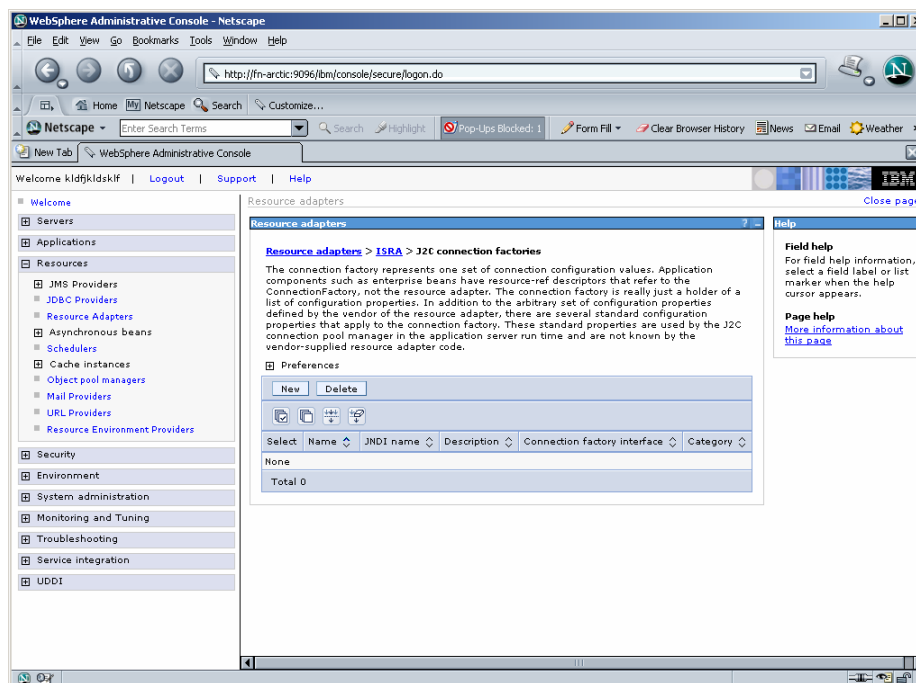 WebSphere Administrative Console - Netscape
File Edit View Go Bookmarks Tools Window Help
http://fn-arctic:9096/ibm/console/secure/logon.do
Home My Netscape Search Customize...
Netscape Enter Search Terms Search Highlight Pop-Ups Blocked: 1 Form Fill Clear Browser History News Email Weather
New Tab WebSphere Administrative Console
Welcome kldfjkldsklf | Logout | Support | Help IBM
Welcome
Servers
Applications
Resources
JMS Providers
JDBC Providers
Resource Adapters
Asynchronous beans
Schedulers
Cache instances
Object pool managers
Mail Providers
URL Providers
Resource Environment Providers
Security
Environment
System administration
Monitoring and Tuning
Troubleshooting
Service integration
UDDI
Resource adapters Close page
Resource adapters ? -
Resource adapters > ISRA > J2C connection factories
The connection factory represents one set of connection configuration values. Application
components such as enterprise beans have resource-ref descriptors that refer to the
ConnectionFactory, not the resource adapter. The connection factory is really just a holder of a
list of configuration properties. In addition to the arbitrary set of configuration properties
defined by the vendor of the resource adapter, there are several standard configuration
properties that apply to the connection factory. These standard properties are used by the J2C
connection pool manager in the application server run time and are not known by the
vendor-supplied resource adapter code.
Preferences
New Delete
Select Name JNDI name Description Connection factory interface Category
None
Total 0
Help
Field help
For field help information,
select a field label or list
marker when the help
cursor appears.
Page help
More information about
this page